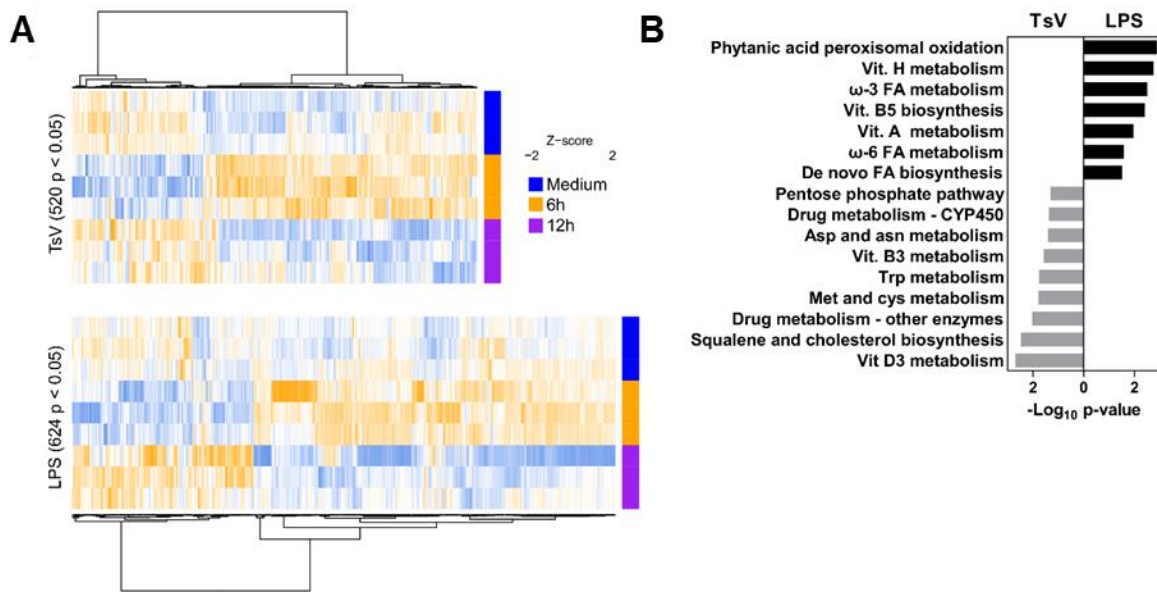 A
TsV (520 p < 0.05)
Z-score
−2 2
Medium
6h
12h
LPS (624 p < 0.05)
B
TsV LPS
Phytanic acid peroxisomal oxidation
Vit. H metabolism
ω-3 FA metabolism
Vit. B5 biosynthesis
Vit. A  metabolism
ω-6 FA metabolism
De novo FA biosynthesis
Pentose phosphate pathway
Drug metabolism - CYP450
Asp and asn metabolism
Vit. B3 metabolism
Trp metabolism
Met and cys metabolism
Drug metabolism - other enzymes
Squalene and cholesterol biosynthesis
Vit D3 metabolism
2 0 2
-Log₁₀ p-value